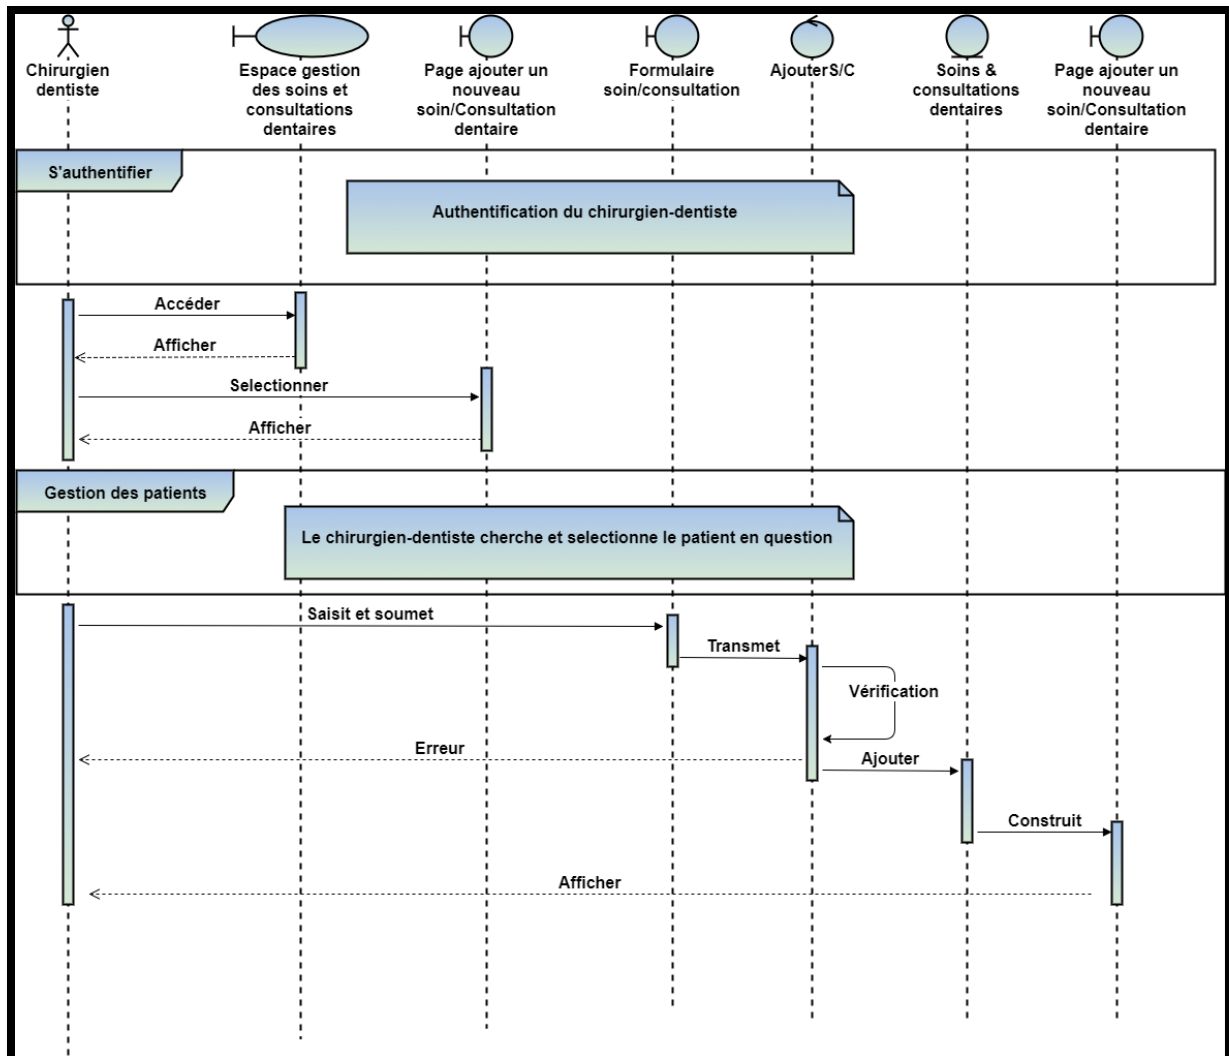 Chirurgien
dentiste
Espace gestion
des soins et
consultations
dentaires
Page ajouter un
nouveau
soin/Consultation
dentaire
Formulaire
soin/consultation
AjouterS/C
Soins &
consultations
dentaires
Page ajouter un
nouveau
soin/Consultation
dentaire
S'authentifier
Authentification du chirurgien-dentiste
Accéder
Afficher
Selectionner
Afficher
Gestion des patients
Le chirurgien-dentiste cherche et selectionne le patient en question
Saisit et soumet
Transmet
Vérification
Erreur
Ajouter
Construit
Afficher